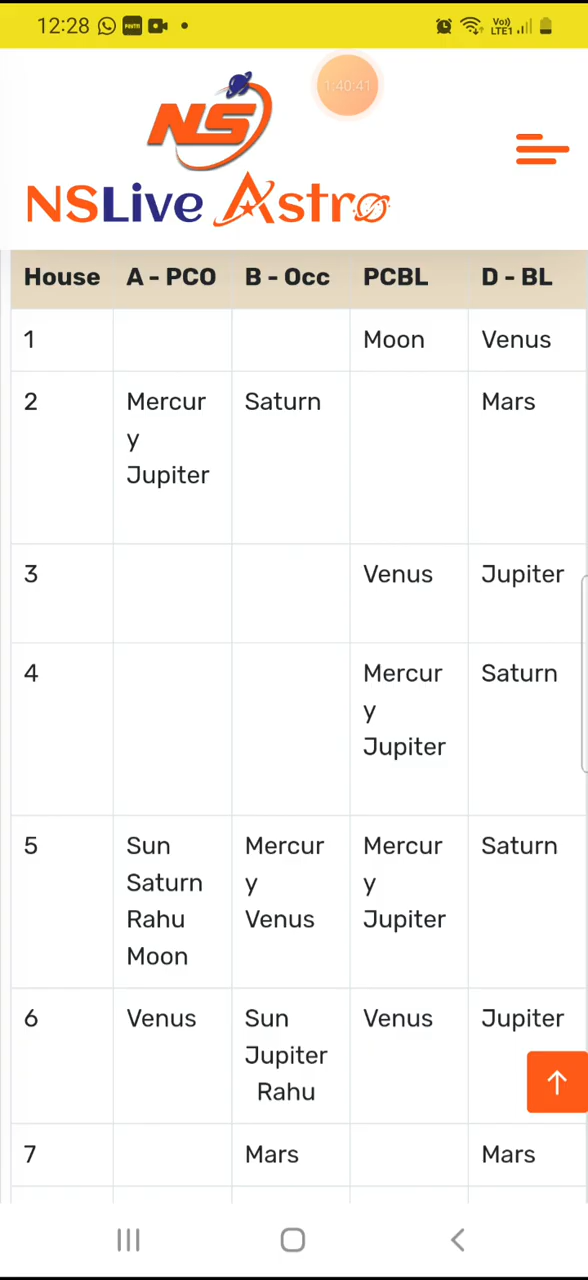 12:28
Vo))
LTE1
1:40:41
NS
NSLive Astro
House A - PCO B - Occ PCBL D - BL
1 Moon Venus
2 Mercur Saturn Mars
y
Jupiter
3 Venus Jupiter
4 Mercur Saturn
y
Jupiter
5 Sun Mercur Mercur Saturn
Saturn y y
Rahu Venus Jupiter
Moon
6 Venus Sun Venus Jupiter
Jupiter
Rahu
7 Mars Mars